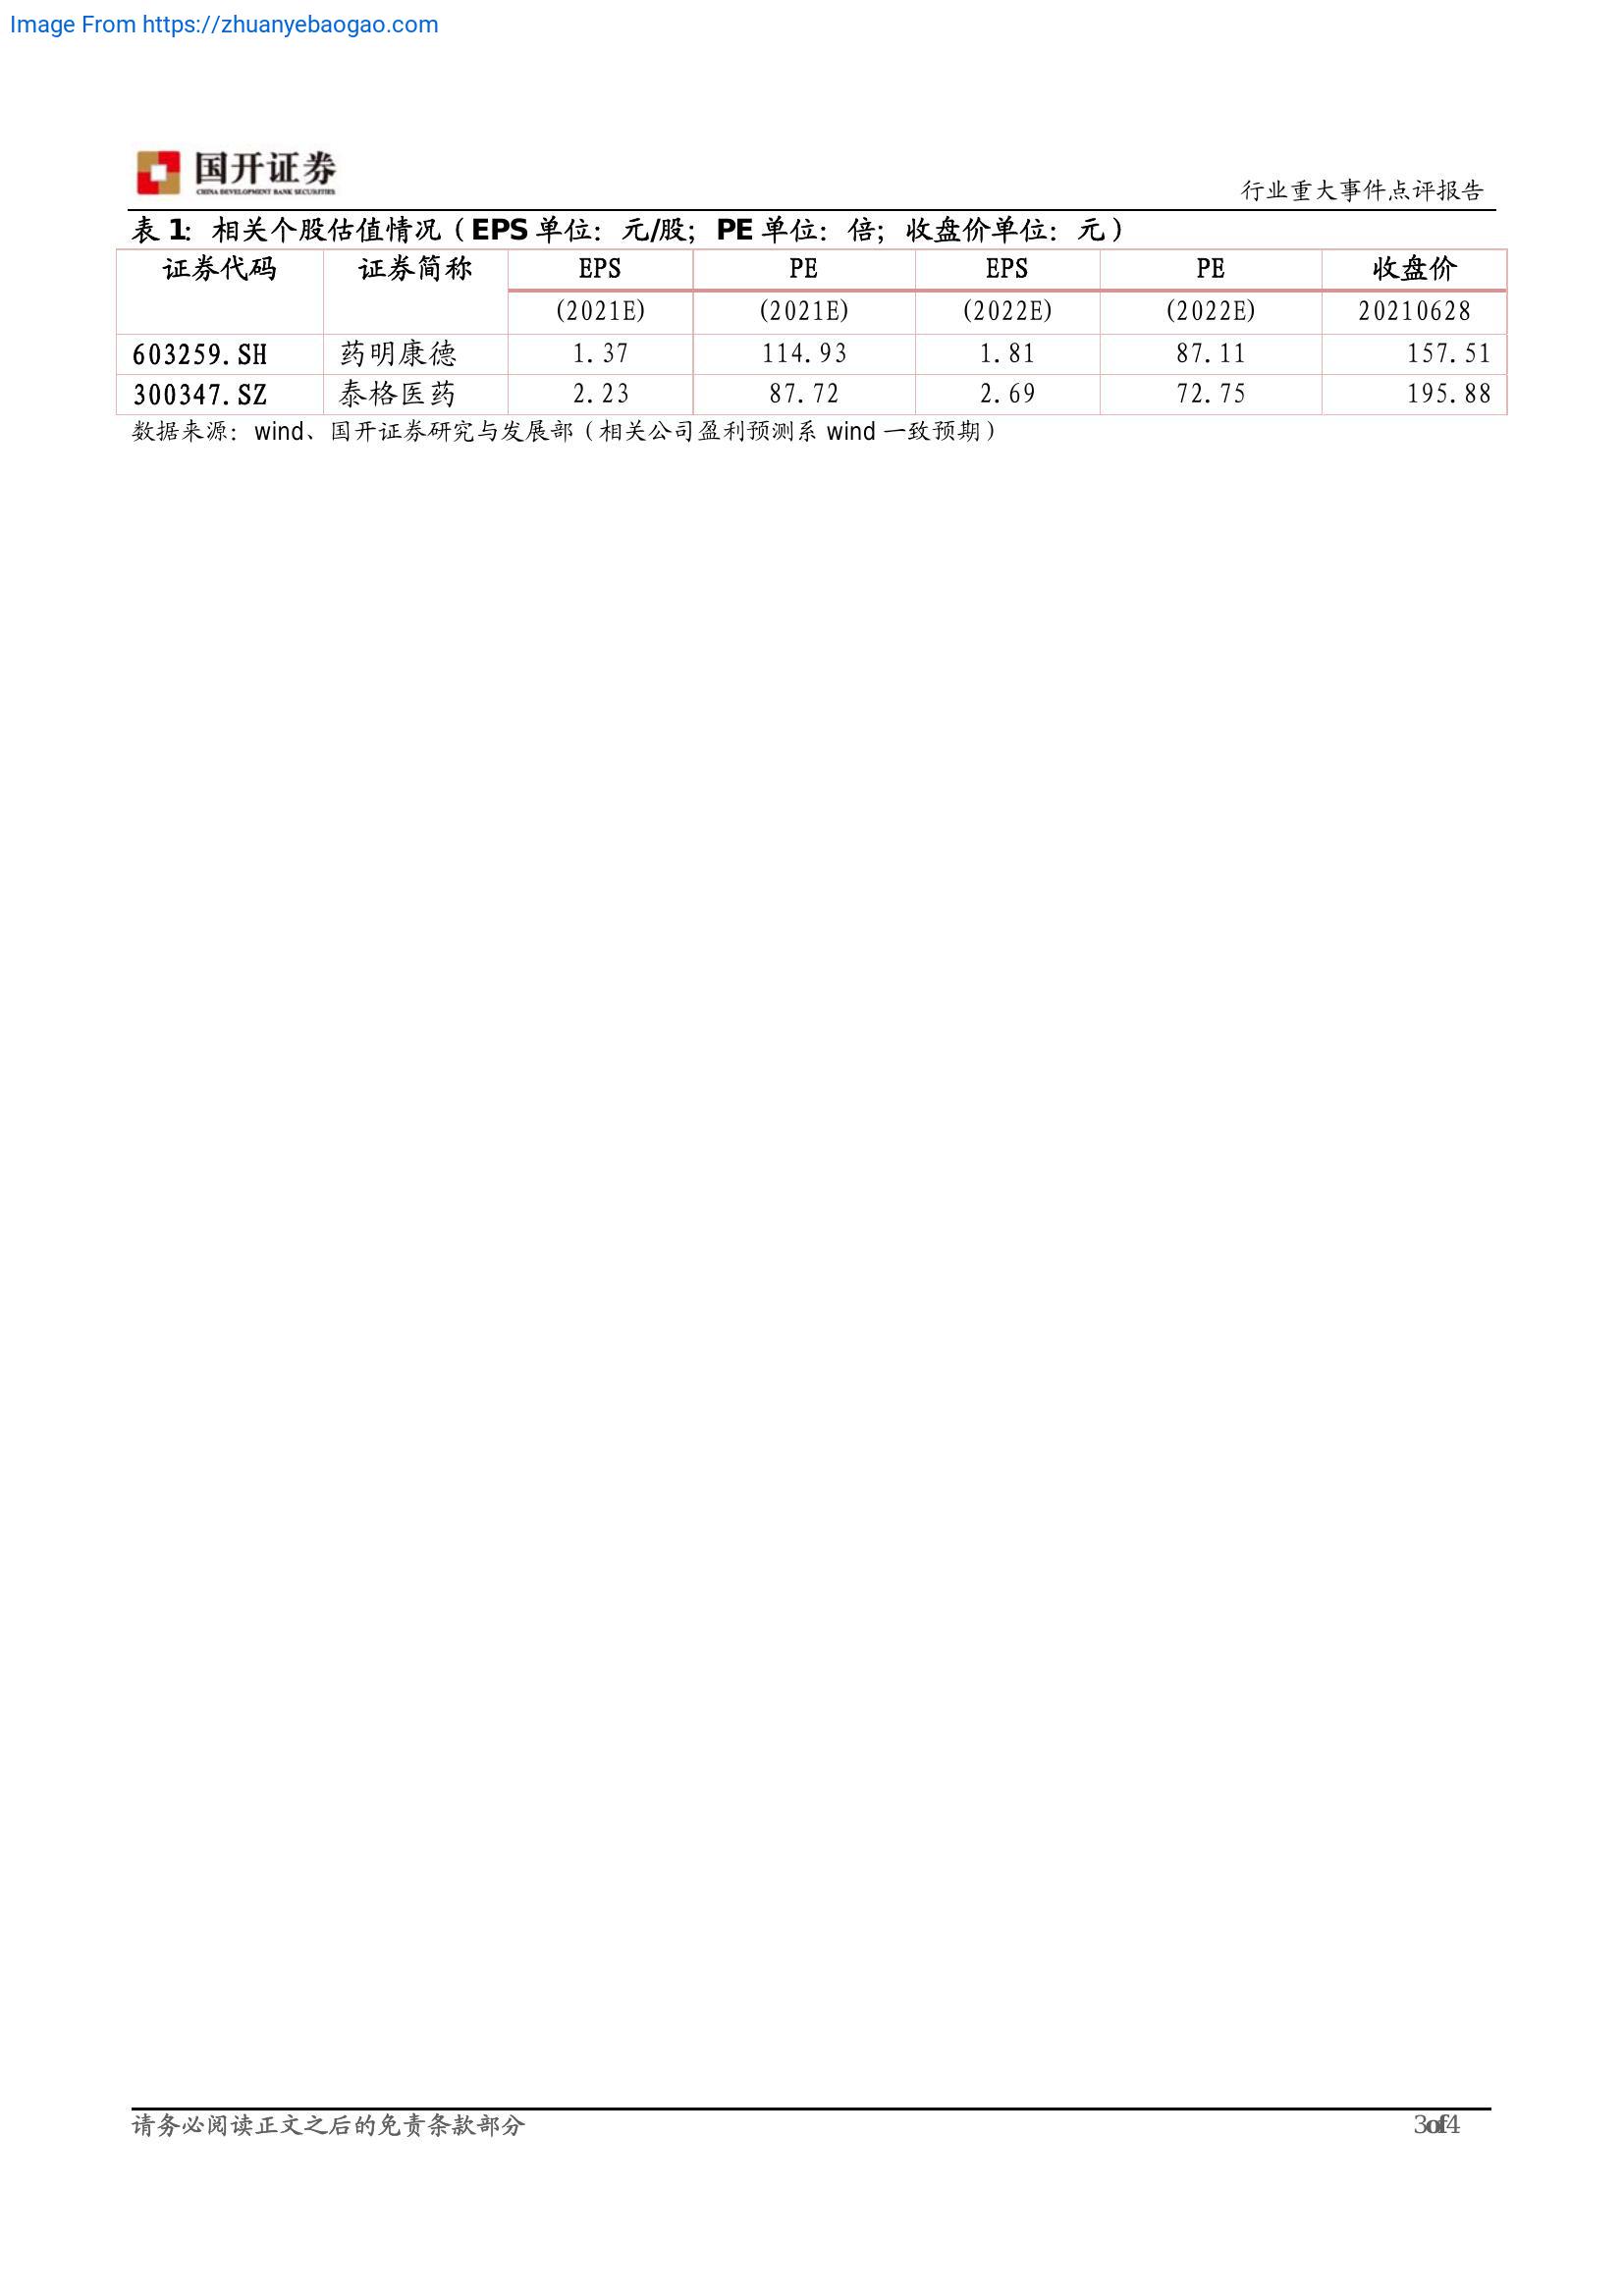 Image From https://zhuanyebaogao.com
国开证券
CHINA DEVELOPMENT BANK SECURITIES
行业重大事件点评报告
表 1: 相关个股估值情况（EPS 单位：元/股；PE 单位：倍；收盘价单位：元）
证券代码 证券简称 EPS PE EPS PE 收盘价
(2021E) (2021E) (2022E) (2022E) 20210628
603259.SH 药明康德 1.37 114.93 1.81 87.11 157.51
300347.SZ 泰格医药 2.23 87.72 2.69 72.75 195.88
数据来源：wind、国开证券研究与发展部（相关公司盈利预测系 wind 一致预期）
请务必阅读正文之后的免责条款部分 3of4